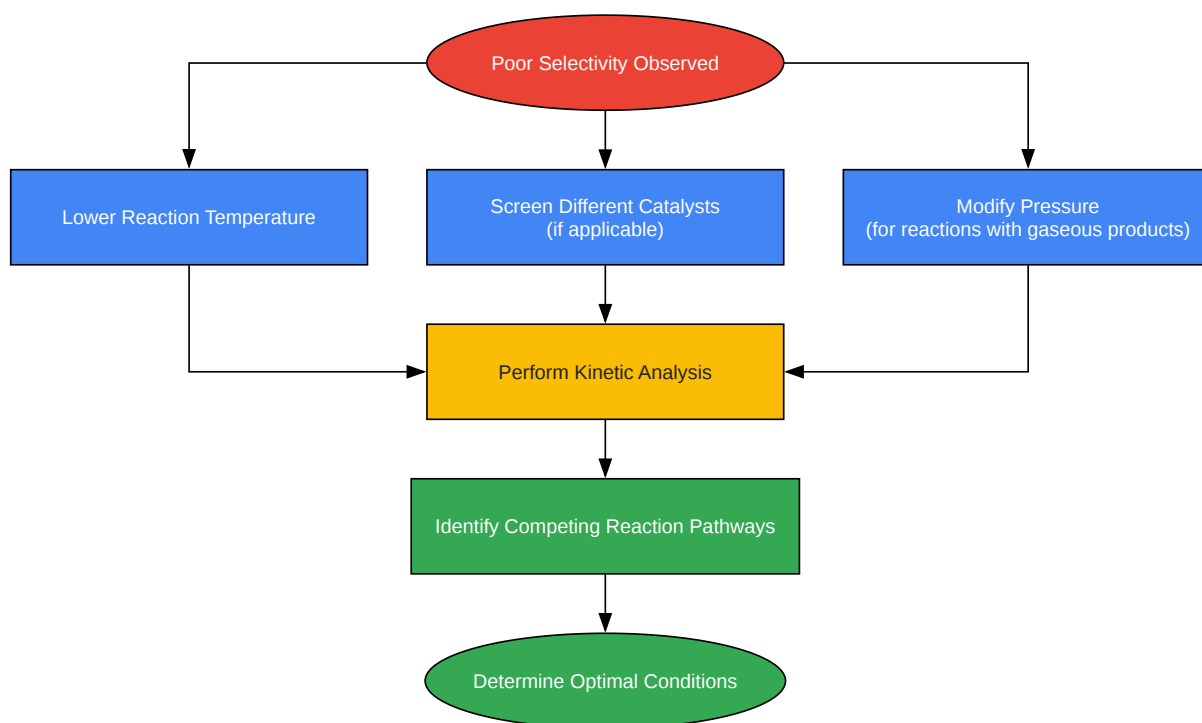 Poor Selectivity Observed
Lower Reaction Temperature
Screen Different Catalysts
(if applicable)
Modify Pressure
(for reactions with gaseous products)
Perform Kinetic Analysis
Identify Competing Reaction Pathways
Determine Optimal Conditions